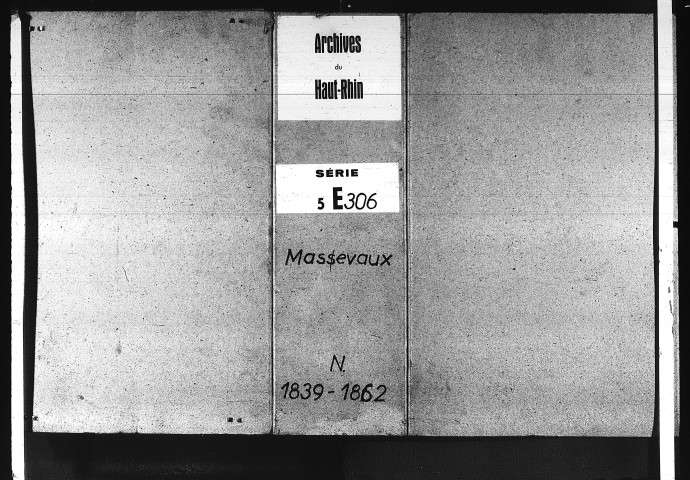 Archives
du
Haut-Rhin
SÉRIE
5 E 306
Massevaux
N.
1839-1862